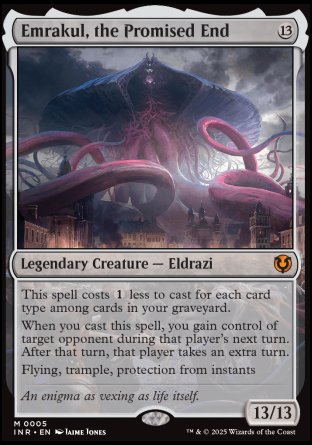 Emrakul, the Promised End 13
Legendary Creature — Eldrazi
This spell costs 1 less to cast for each card
type among cards in your graveyard.
When you cast this spell, you gain control of
target opponent during that player's next turn.
After that turn, that player takes an extra turn.
Flying, trample, protection from instants
An enigma as vexing as life itself.
13/13
M 0005
INR • EN Jaime Jones
™ & © 2025 Wizards of the Coast